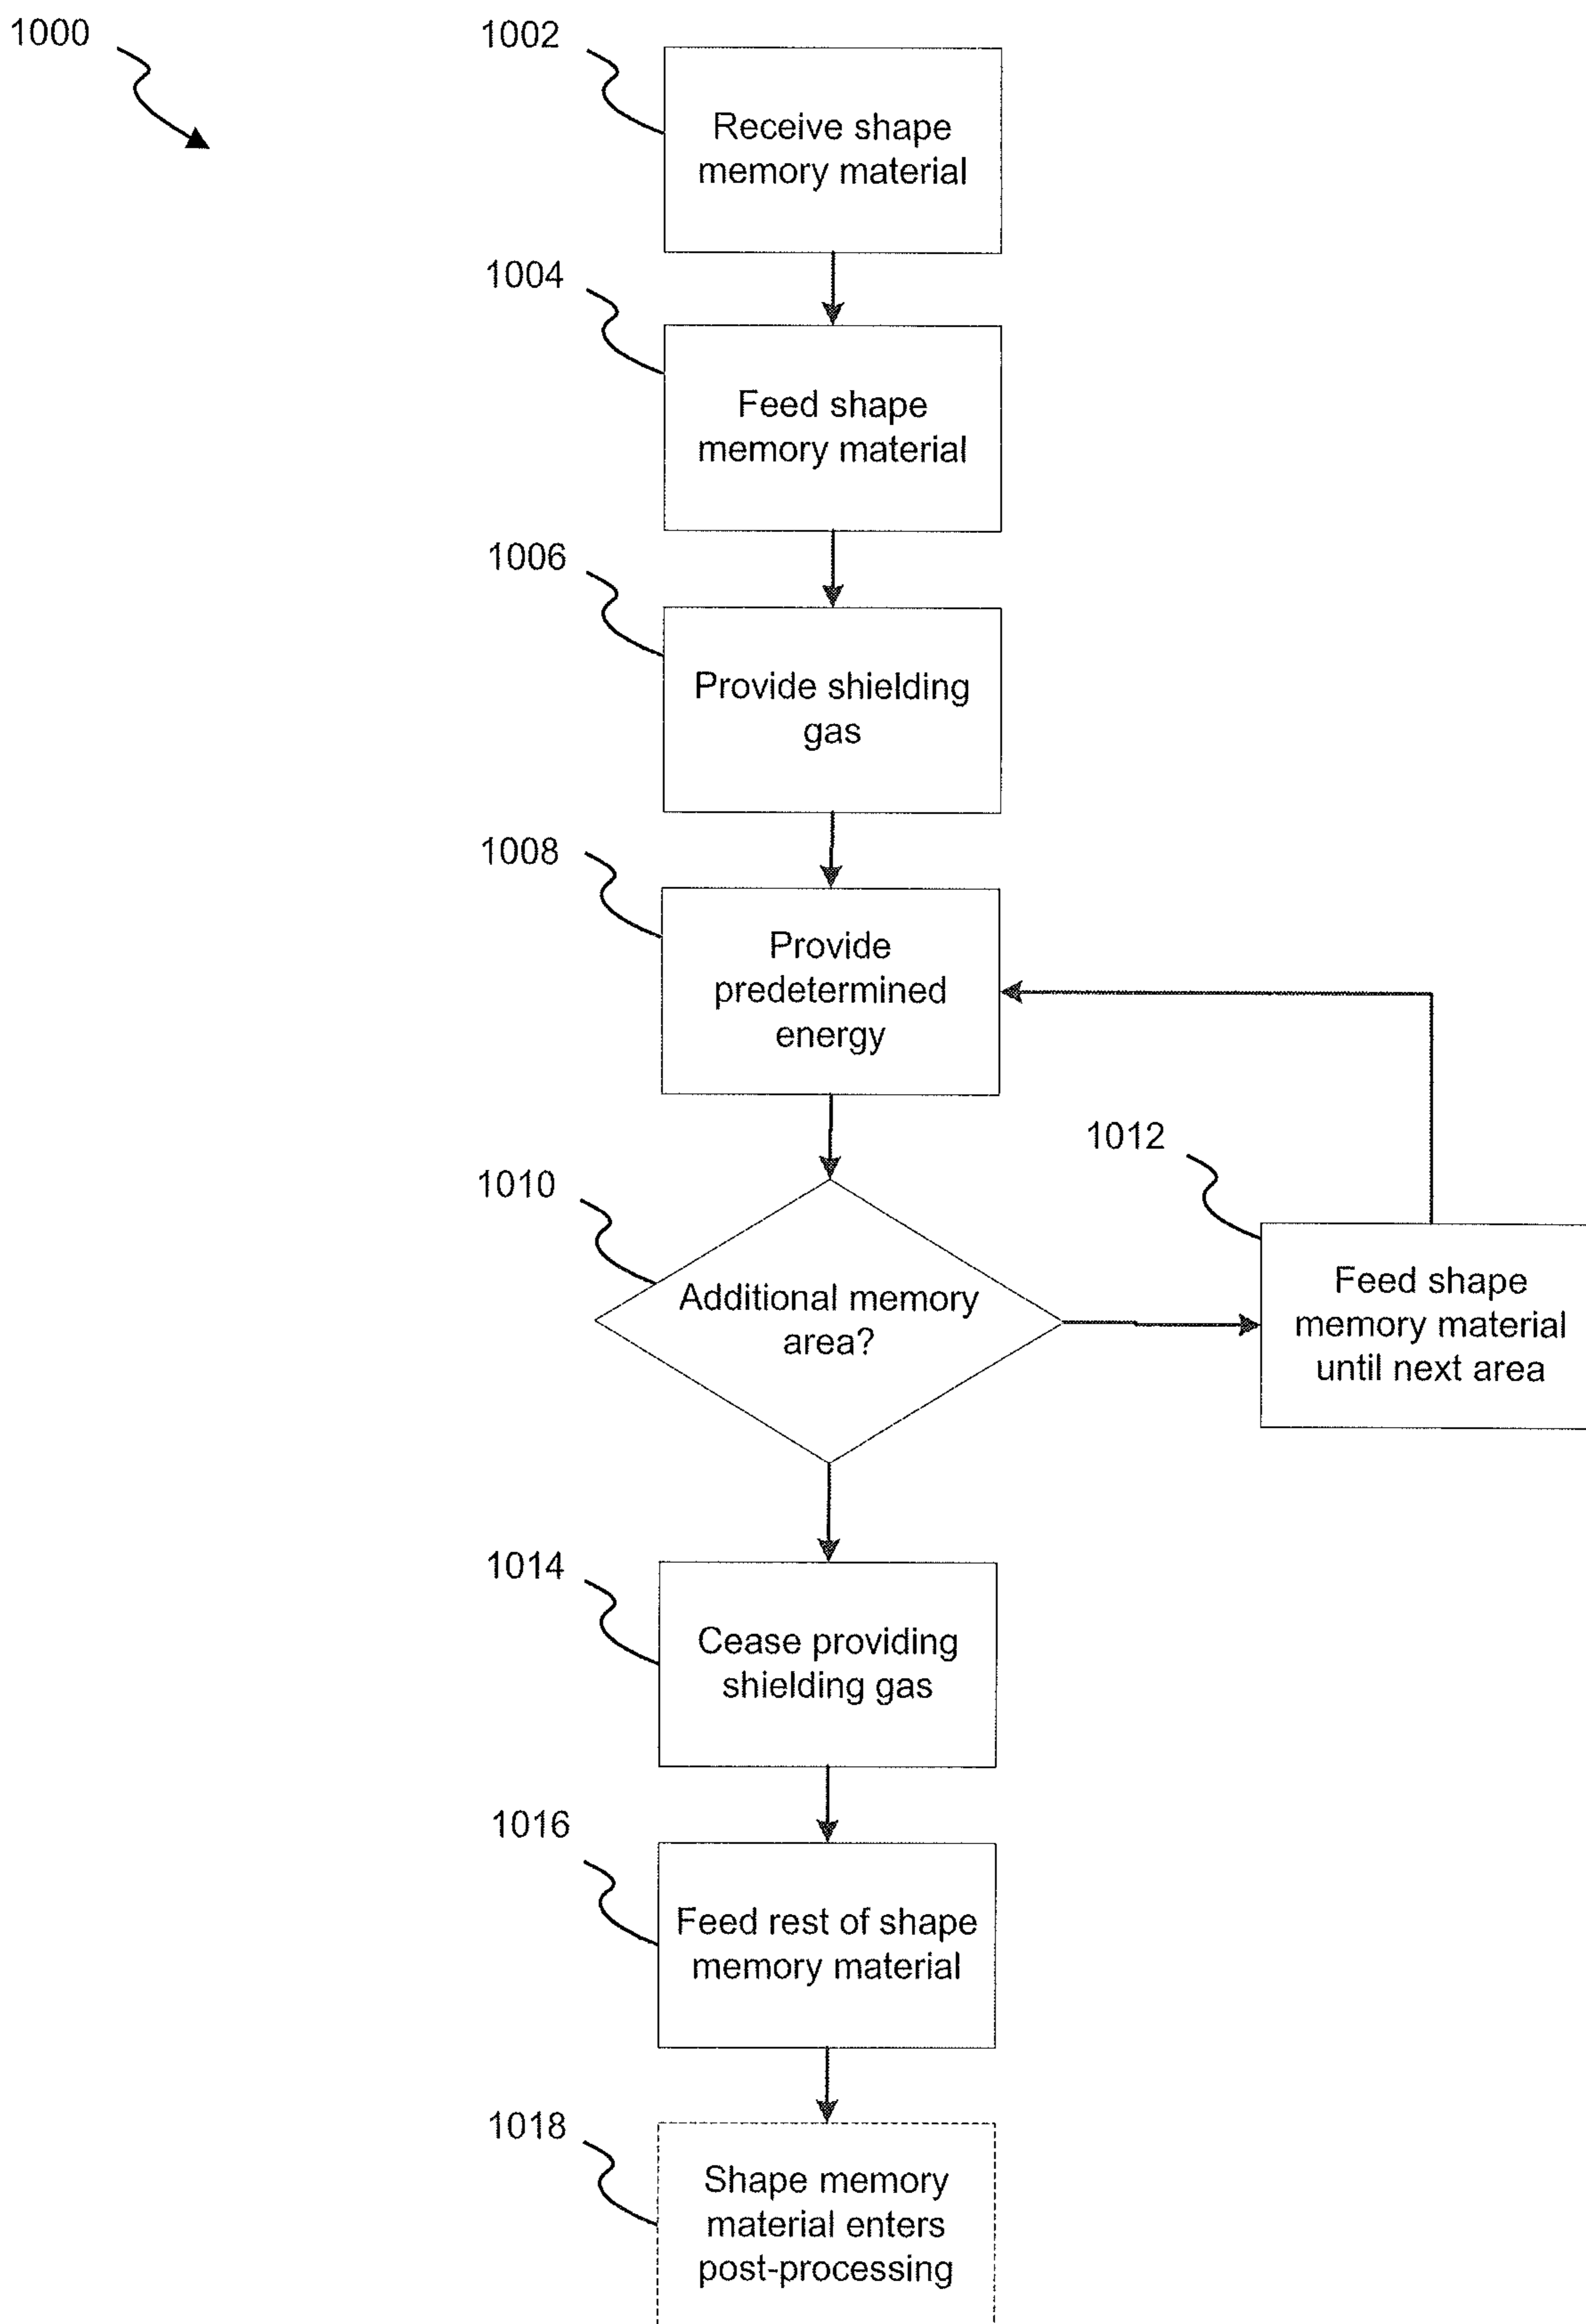 1000
1002
Receive shape
memory material
1004
Feed shape
memory material
1006
Provide shielding
gas
1008
Provide
predetermined
energy
1010
Additional memory
area?
1012
Feed shape
memory material
until next area
1014
Cease providing
shielding gas
1016
Feed rest of shape
memory material
1018
Shape memory
material enters
post-processing